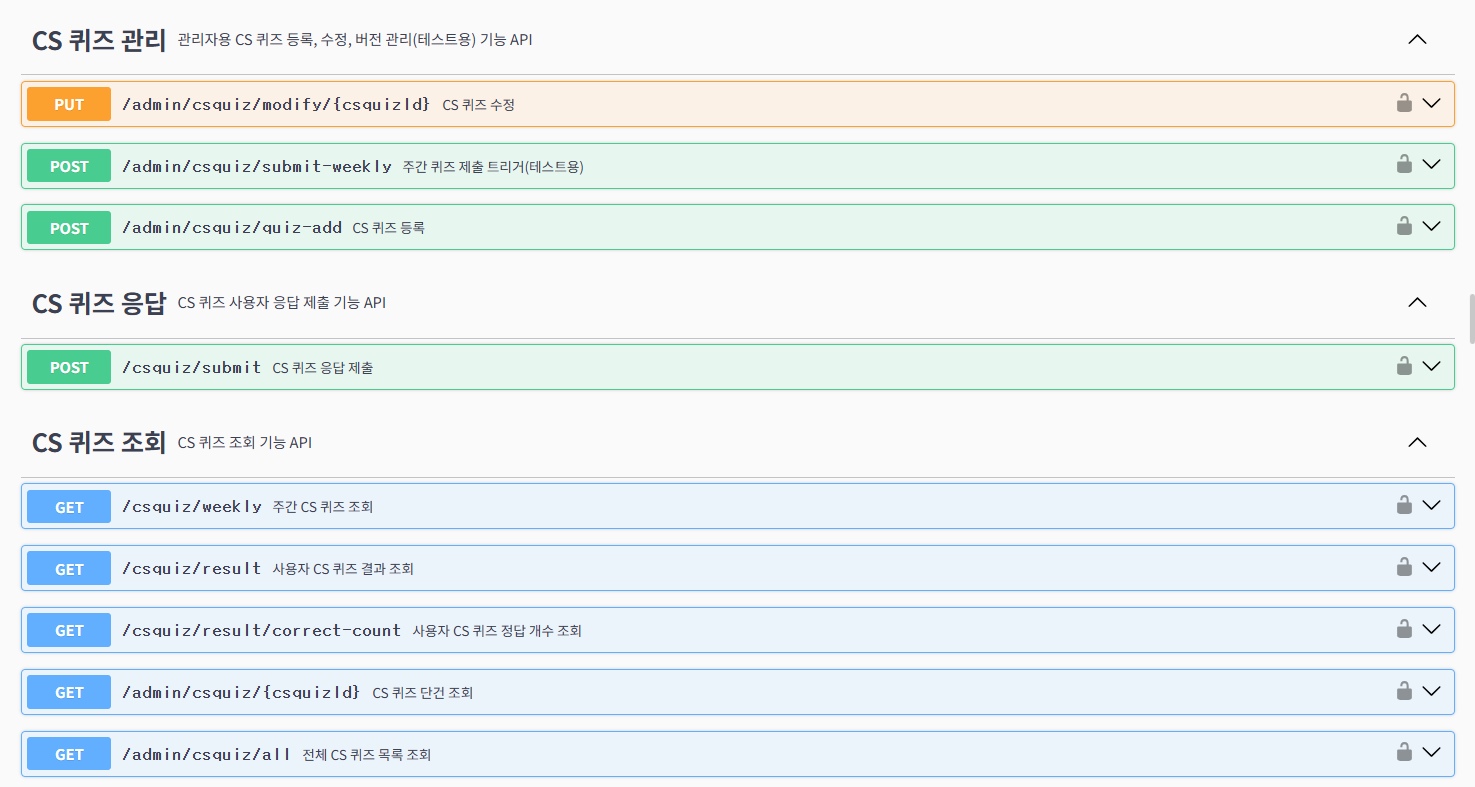 CS 퀴즈 관리 관리자용 CS 퀴즈 등록, 수정, 버전 관리(테스트용) 기능 API
PUT /admin/csquiz/modify/{csquizId} CS 퀴즈 수정
POST /admin/csquiz/submit-weekly 주간 퀴즈 제출 트리거(테스트용)
POST /admin/csquiz/quiz-add CS 퀴즈 등록
CS 퀴즈 응답 CS 퀴즈 사용자 응답 제출 기능 API
POST /csquiz/submit CS 퀴즈 응답 제출
CS 퀴즈 조회 CS 퀴즈 조회 기능 API
GET /csquiz/weekly 주간 CS 퀴즈 조회
GET /csquiz/result 사용자 CS 퀴즈 결과 조회
GET /csquiz/result/correct-count 사용자 CS 퀴즈 정답 개수 조회
GET /admin/csquiz/{csquizId} CS 퀴즈 단건 조회
GET /admin/csquiz/all 전체 CS 퀴즈 목록 조회